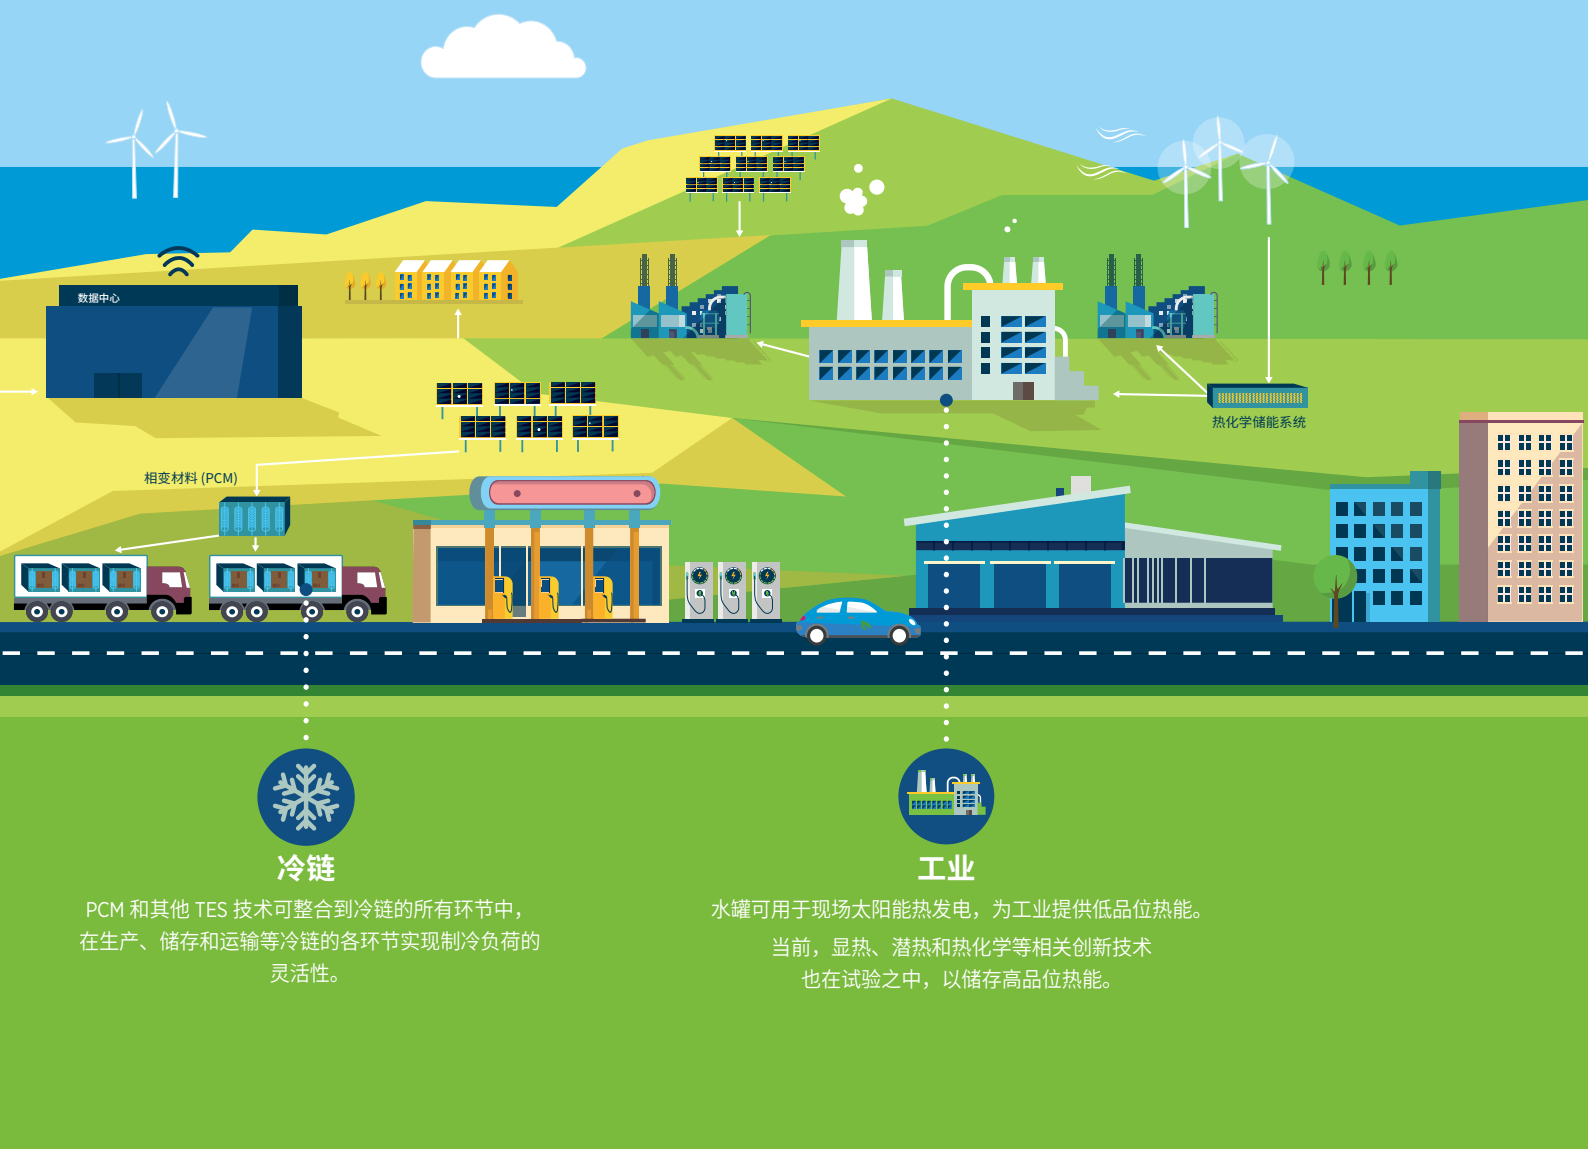 数据中心
热化学储能系统
相变材料 (PCM)
冷链
PCM 和其他 TES 技术可整合到冷链的所有环节中，
在生产、储存和运输等冷链的各环节实现制冷负荷的
灵活性。
工业
水罐可用于现场太阳能热发电，为工业提供低品位热能。
当前，显热、潜热和热化学等相关创新技术
也在试验之中，以储存高品位热能。